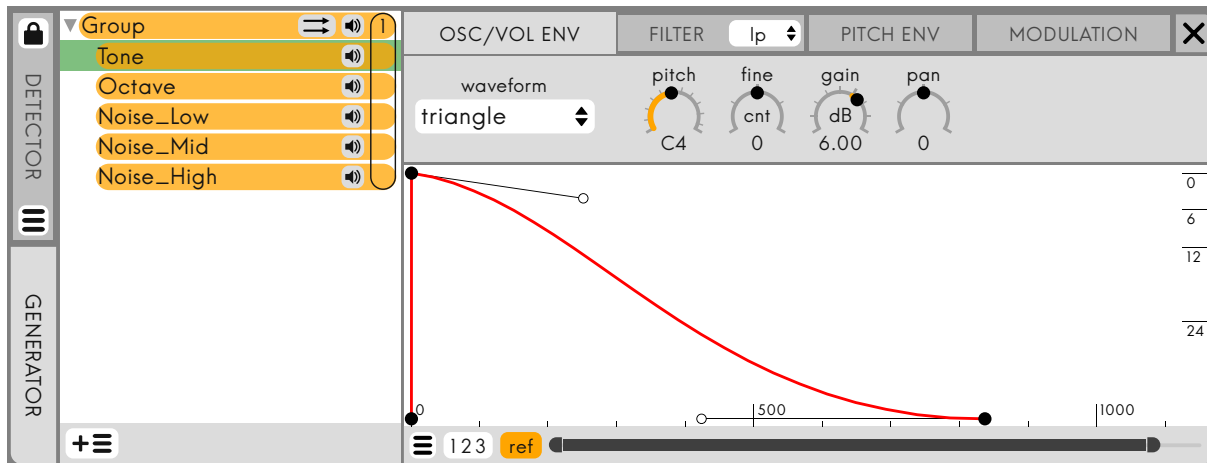 DETECTOR
GENERATOR
Group 1
Tone
Octave
Noise_Low
Noise_Mid
Noise_High
OSC/VOL ENV FILTER lp PITCH ENV MODULATION
waveform
triangle
pitch fine gain pan
cnt dB
C4 0 6.00 0
0
6
12
24
0 500 1000
123 ref